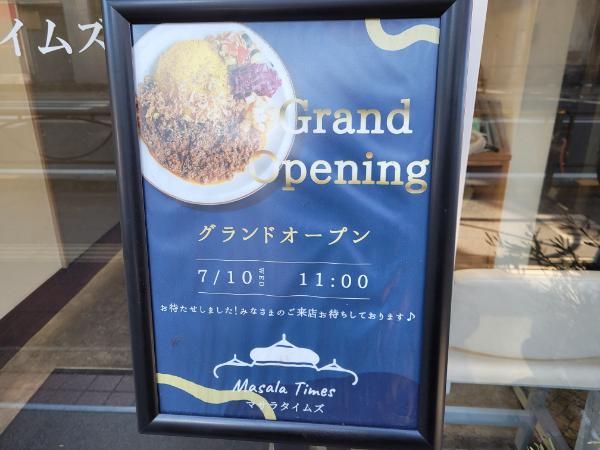 イムズ
Grand
Opening
グランドオープン
7/10 WED 11:00
お待たせしました!みなさまのご来店お待ちしております♪
Masala Times
マサラタイムズ